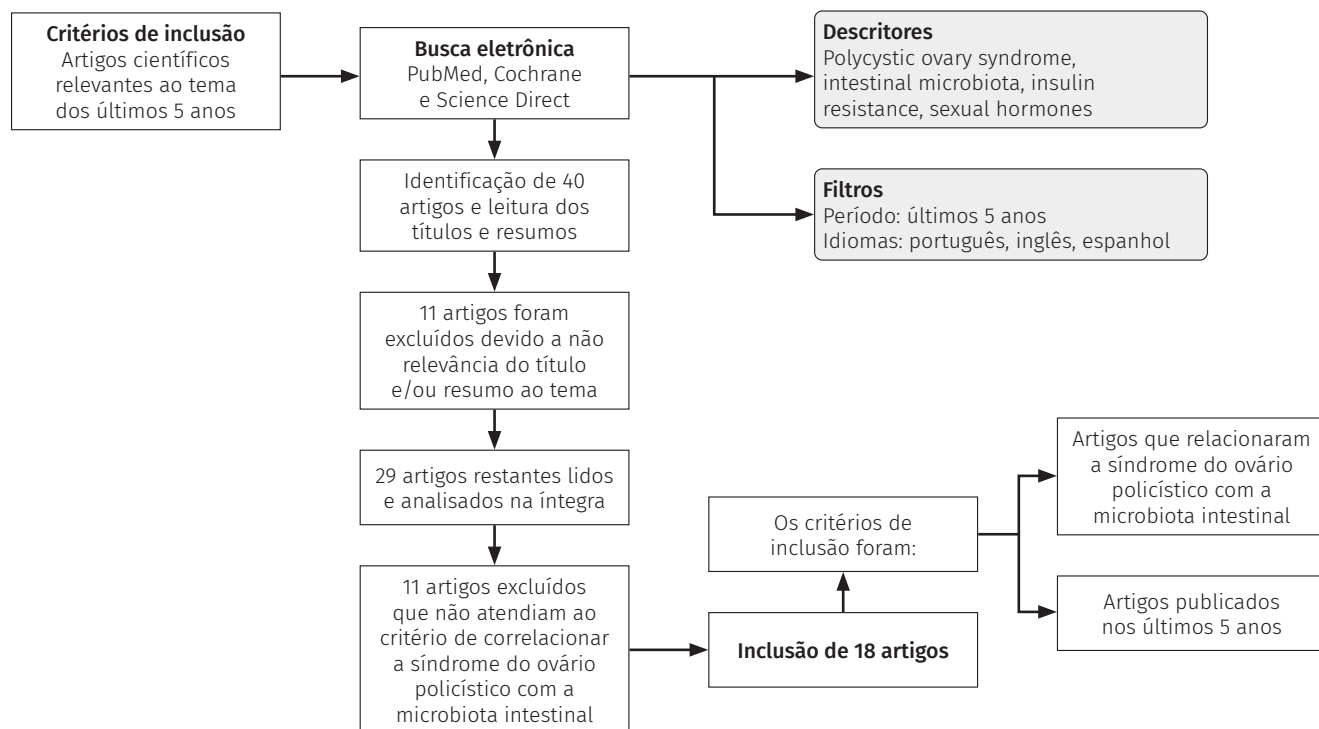 Critérios de inclusão
Artigos científicos
relevantes ao tema
dos últimos 5 anos
Busca eletrônica
PubMed, Cochrane
e Science Direct
Descritores
Polycystic ovary syndrome,
intestinal microbiota, insulin
resistance, sexual hormones
Filtros
Período: últimos 5 anos
Idiomas: português, inglês, espanhol
Identificação de 40
artigos e leitura dos
títulos e resumos
11 artigos foram
excluídos devido a não
relevância do título
e/ou resumo ao tema
29 artigos restantes lidos
e analisados na íntegra
11 artigos excluídos
que não atendiam ao
critério de correlacionar
a síndrome do ovário
policístico com a
microbiota intestinal
Inclusão de 18 artigos
Os critérios de
inclusão foram:
Artigos que relacionaram
a síndrome do ovário
policístico com a
microbiota intestinal
Artigos publicados
nos últimos 5 anos